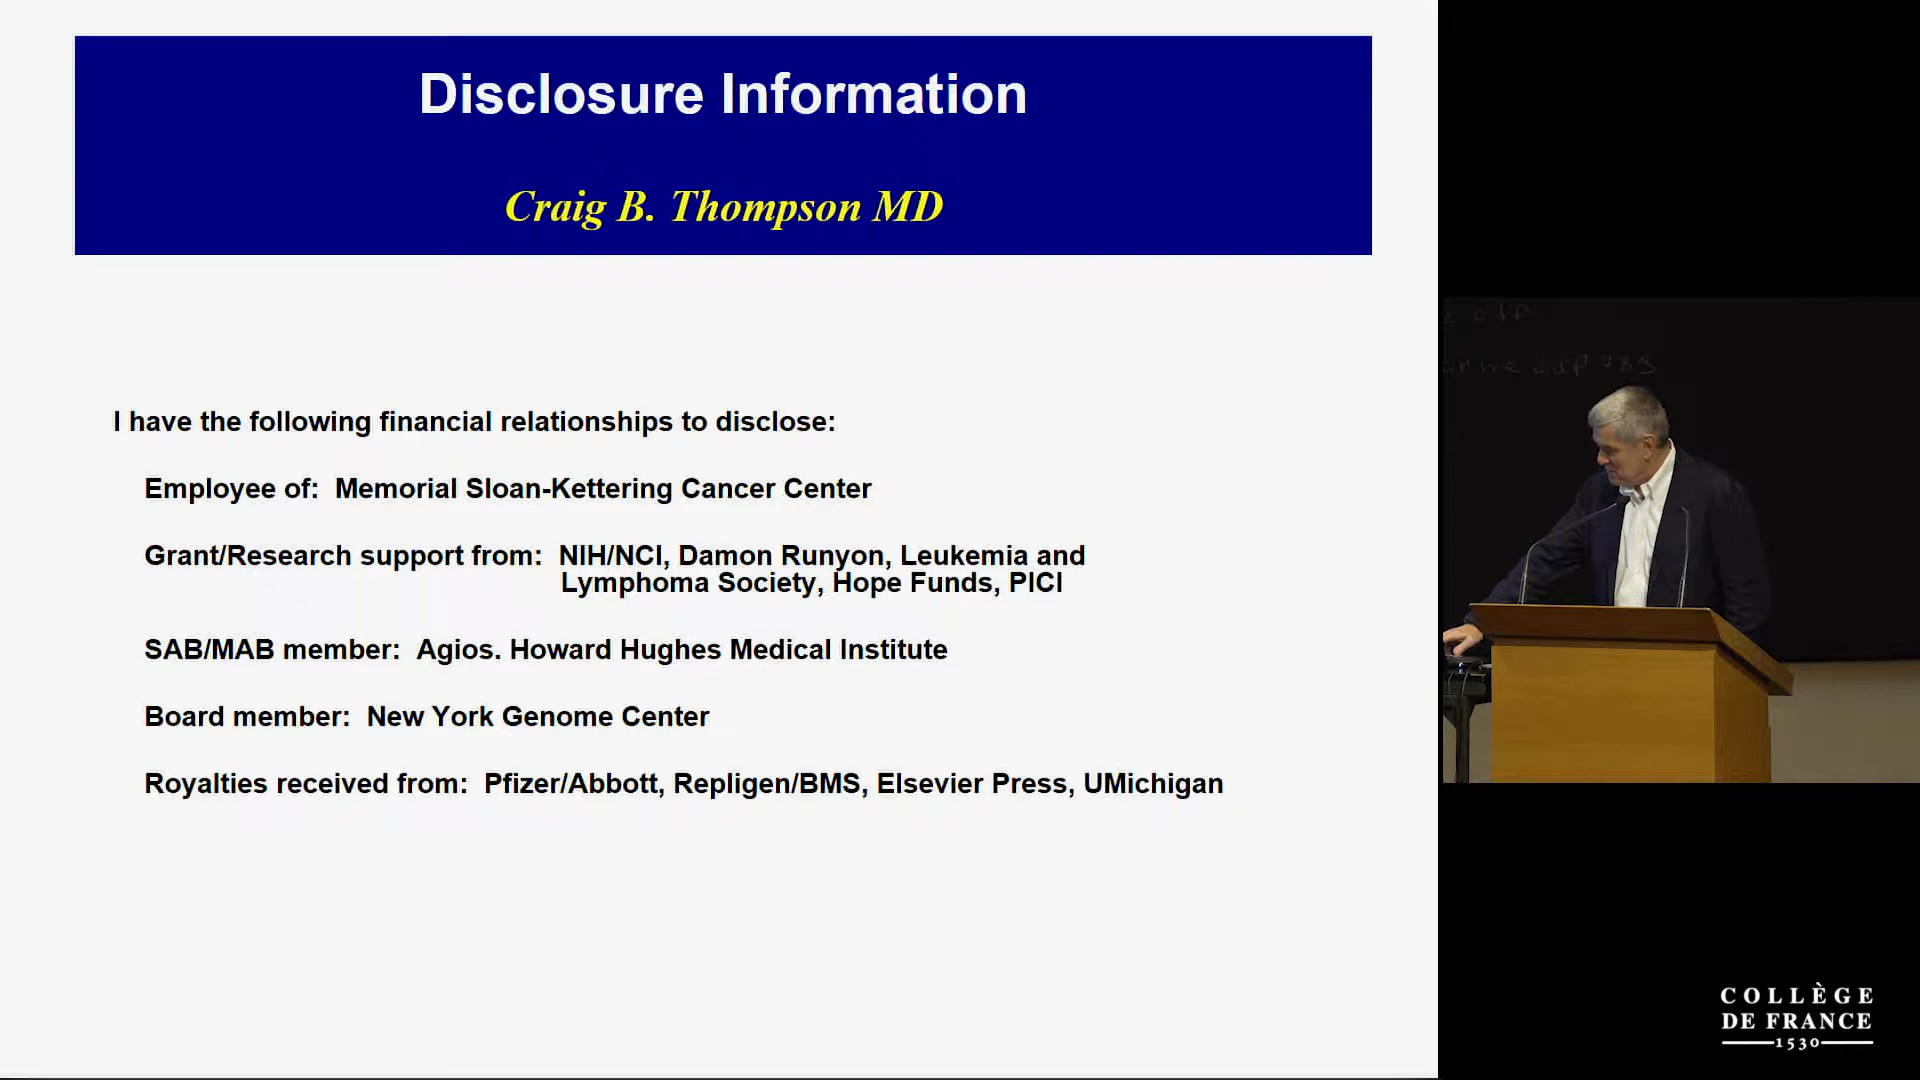 Disclosure Information
Craig B. Thompson MD
I have the following financial relationships to disclose:
Employee of: Memorial Sloan-Kettering Cancer Center
Grant/Research support from: NIH/NCI, Damon Runyon, Leukemia and
Lymphoma Society, Hope Funds, PICI
SAB/MAB member: Agios. Howard Hughes Medical Institute
Board member: New York Genome Center
Royalties received from: Pfizer/Abbott, Repligen/BMS, Elsevier Press, UMichigan
COLLÈGE
DE FRANCE
1530